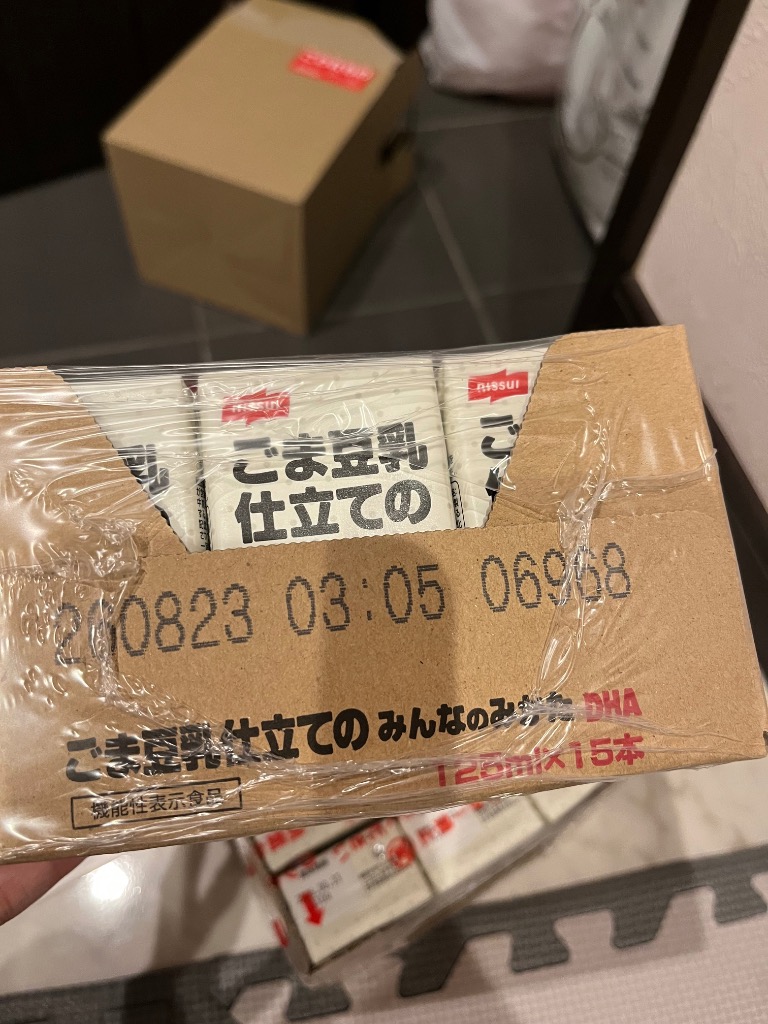 nissui
nissui
ごま豆乳
仕立ての
200823 03:05 06968
ごま豆乳仕立ての みんなのみかた DHA
125ml×15本
機能性表示食品